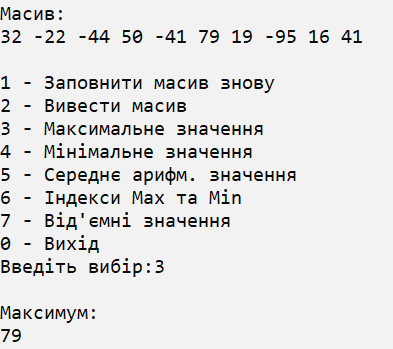 Масив:
32 -22 -44 50 -41 79 19 -95 16 41
1 - Заповнити масив знову
2 - Вивести масив
3 - Максимальне значення
4 - Мінімальне значення
5 - Середнє арифм. значення
6 - Індекси Max та Min
7 - Від'ємні значення
0 - Вихід
Введіть вибір:3
Максимум:
79